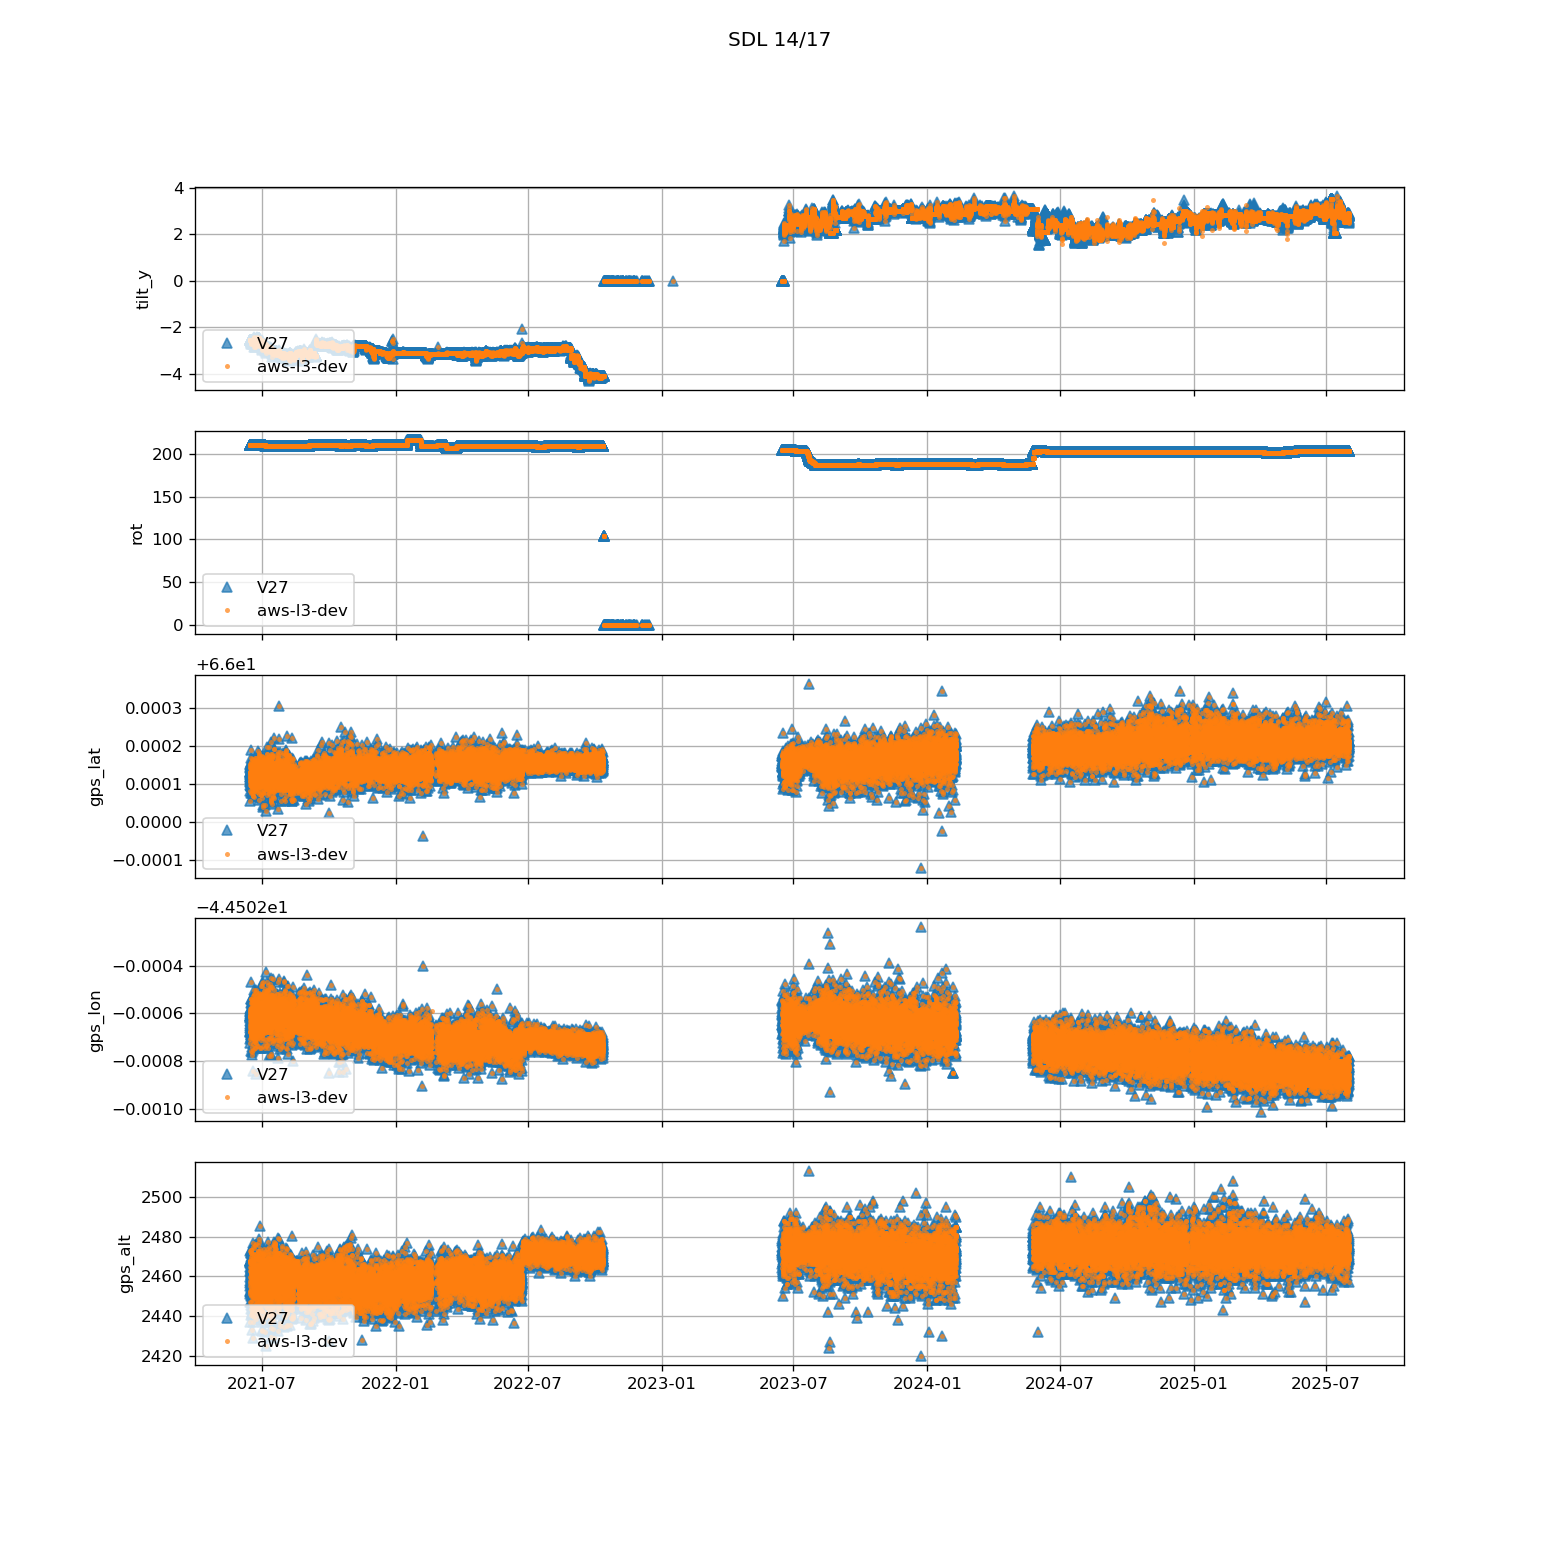 SDL 14/17
4
2
0
−2
−4
tilt_y
V27
aws-l3-dev
200
150
100
50
0
rot
V27
aws-l3-dev
+6.6e1
0.0003
0.0002
0.0001
0.0000
−0.0001
gps_lat
V27
aws-l3-dev
−4.4502e1
−0.0004
−0.0006
−0.0008
−0.0010
gps_lon
V27
aws-l3-dev
2500
2480
2460
2440
2420
gps_alt
V27
aws-l3-dev
2021-07 2022-01 2022-07 2023-01 2023-07 2024-01 2024-07 2025-01 2025-07